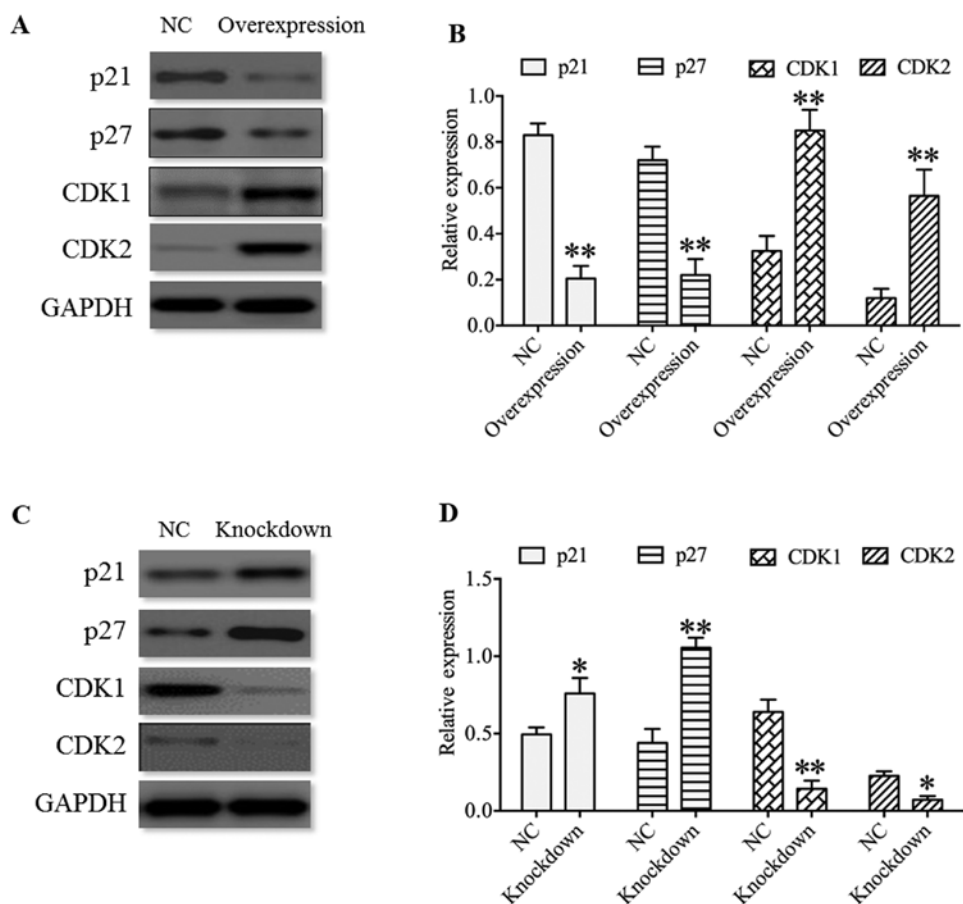 A
NC Overexpression
p21
p27
CDK1
CDK2
GAPDH
B
p21 p27 CDK1 CDK2
Relative expression
1.0
0.8
0.6
0.4
0.2
0.0
** ** ** **
NC Overexpression NC Overexpression NC Overexpression NC Overexpression
C
NC Knockdown
p21
p27
CDK1
CDK2
GAPDH
D
p21 p27 CDK1 CDK2
Relative expression
1.5
1.0
0.5
0.0
* ** ** *
NC Knockdown NC Knockdown NC Knockdown NC Knockdown